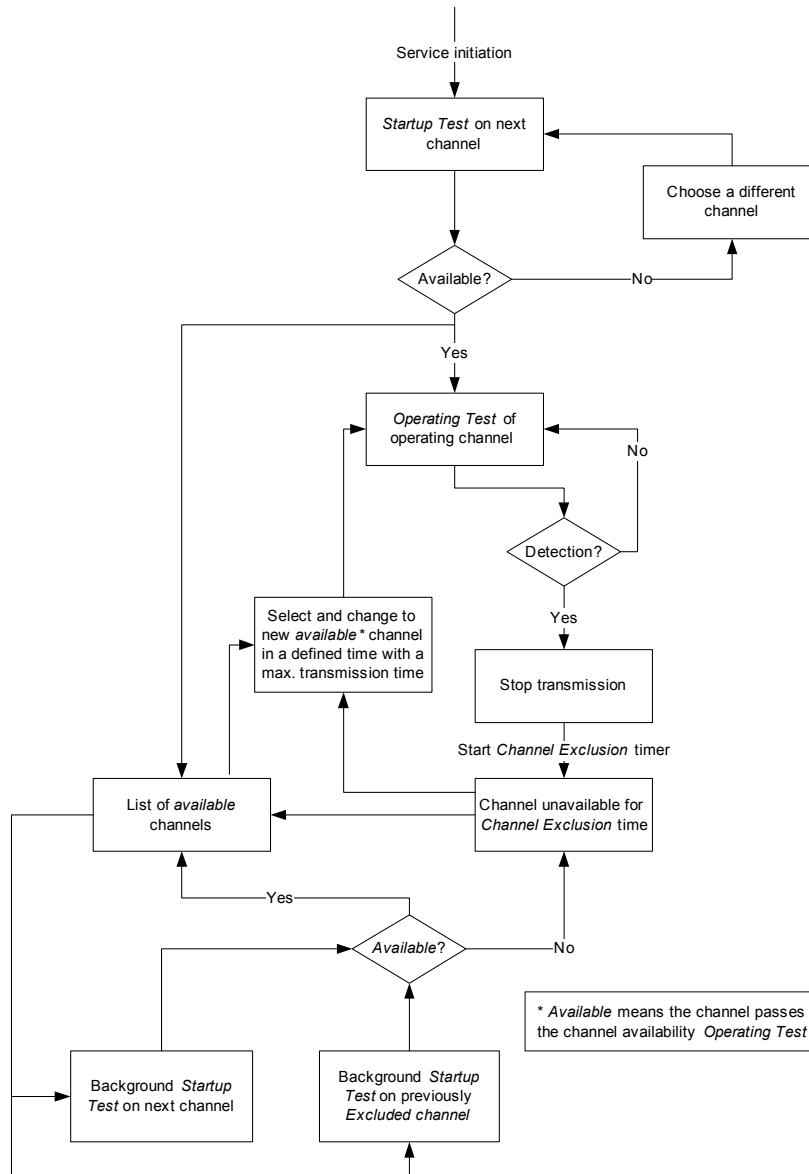 Service initiation
Startup Test on next
channel
Choose a different
channel
Available?
No
Yes
Operating Test of
operating channel
No
Detection?
Select and change to
new available * channel
in a defined time with a
max. transmission time
Yes
Stop transmission
Start Channel Exclusion timer
List of available
channels
Channel unavailable for
Channel Exclusion time
Yes
Available?
No
* Available means the channel passes
the channel availability Operating Test
Background Startup
Test on next channel
Background Startup
Test on previously
Excluded channel